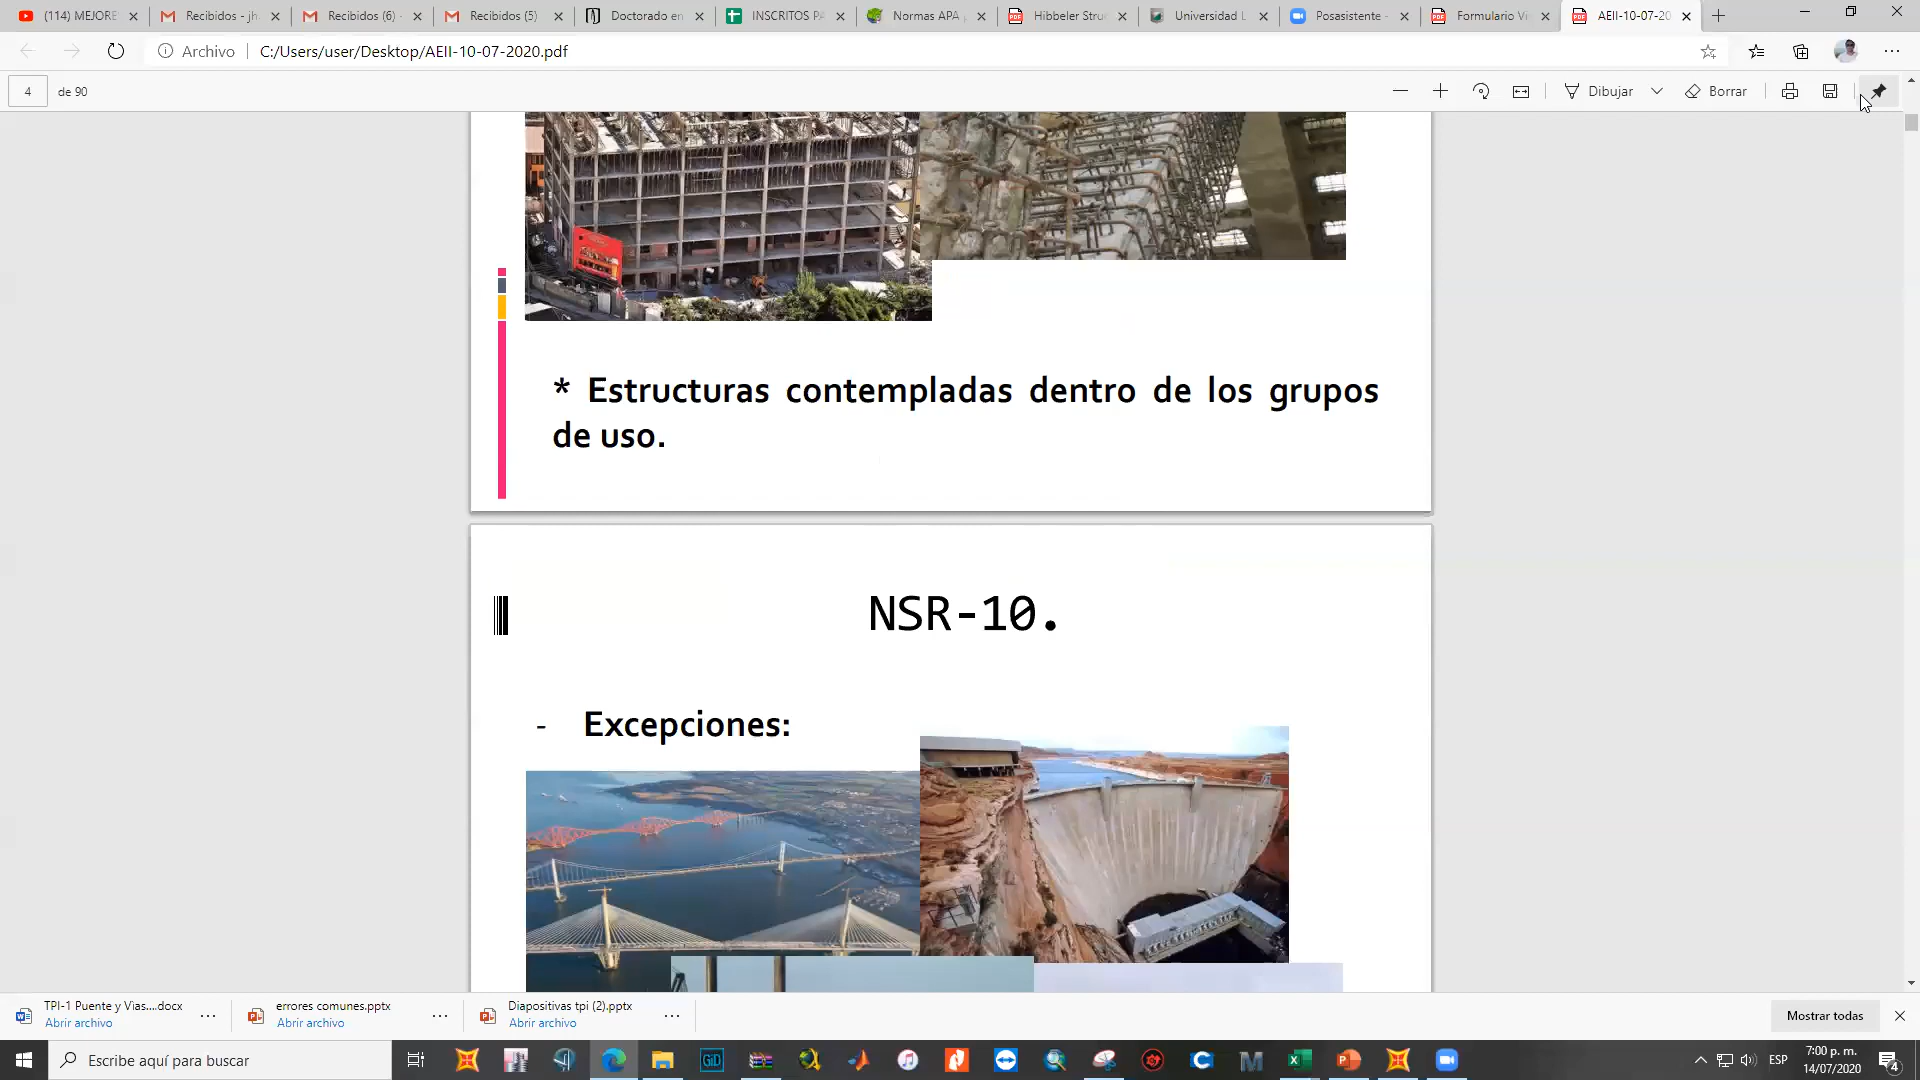 (114) MEJORE
Recibidos - jh
Recibidos (6) -
Recibidos (5)
Doctorado en
INSCRITOS PA
Normas APA
Hibbeler Stru
Universidad L
Posasistente -
Formulario Vi
AEII-10-07-20
Archivo
C:/Users/user/Desktop/AEII-10-07-2020.pdf
4 de 90
Dibujar
Borrar
* Estructuras contempladas dentro de los grupos
de uso.
NSR-10.
- Excepciones:
TPI-1 Puente y Vias....docx
Abrir archivo
errores comunes.pptx
Abrir archivo
Diapositivas tpi (2).pptx
Abrir archivo
Mostrar todas
Escribe aquí para buscar
GiD
ESP
7:00 p. m.
14/07/2020
4